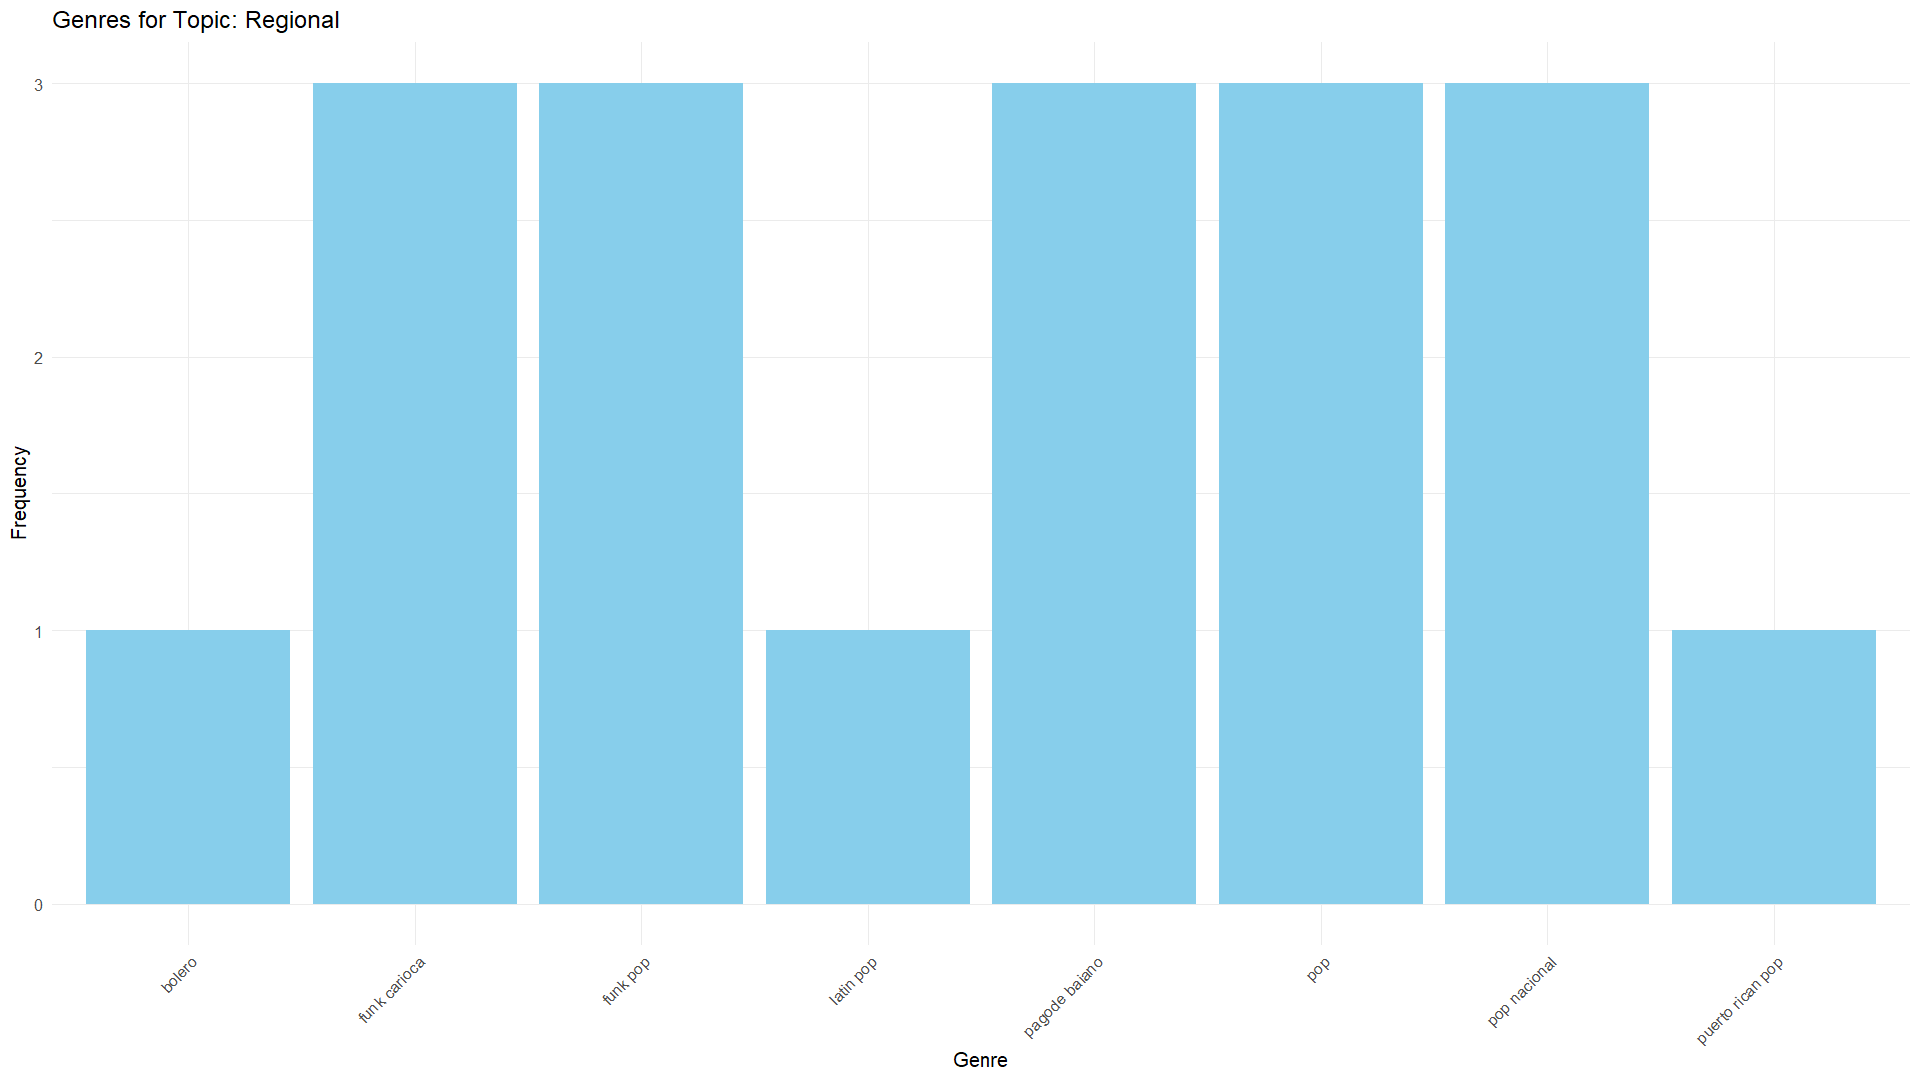 Genres for Topic: Regional
3
2
1
0
Frequency
bolero
funk carioca
funk pop
latin pop
pagode baiano
pop
pop nacional
puerto rican pop
Genre